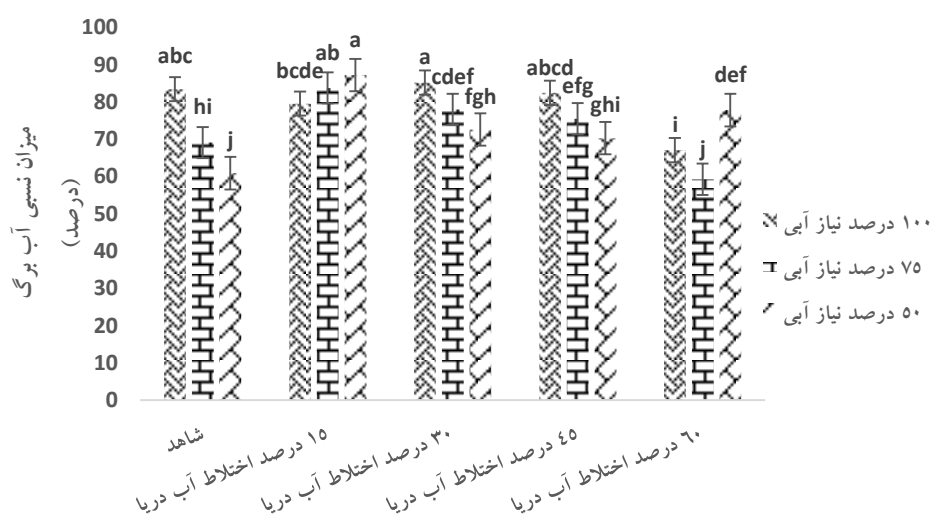 میزان نسبی آب برگ
(درصد)
100
90
80
70
60
50
40
30
20
10
0
abc
hi
j
bcde
ab
a
a
cdef
fgh
abcd
efg
ghi
i
j
def
شاهد
۱۵ درصد اختلاط آب دریا
۳۰ درصد اختلاط آب دریا
۴۵ درصد اختلاط آب دریا
۶۰ درصد اختلاط آب دریا
۱۰۰ درصد نیاز آبی
۷۵ درصد نیاز آبی
۵۰ درصد نیاز آبی